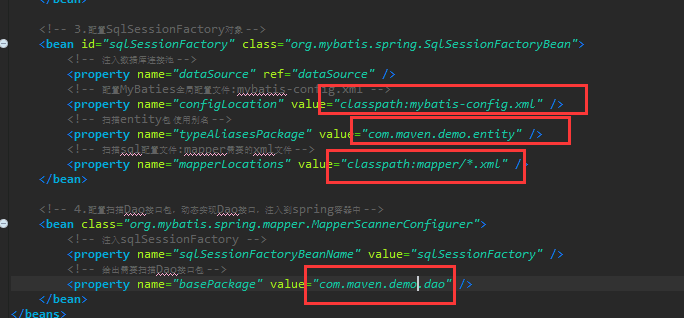 </bean>
<!-- 3.配置SqlSessionFactory对象 -->
<bean id="sqlSessionFactory" class="org.mybatis.spring.SqlSessionFactoryBean">
<!-- 注入数据库连接池 -->
<property name="dataSource" ref="dataSource" />
<!-- 配置MyBaties全局配置文件:mybatis-config.xml -->
<property name="configLocation" value="classpath:mybatis-config.xml" />
<!-- 扫描entity包 使用别名 -->
<property name="typeAliasesPackage" value="com.maven.demo.entity" />
<!-- 扫描sql配置文件:mapper需要的xml文件 -->
<property name="mapperLocations" value="classpath:mapper/*.xml" />
</bean>
<!-- 4.配置扫描Dao接口包，动态实现Dao接口，注入到spring容器中 -->
<bean class="org.mybatis.spring.mapper.MapperScannerConfigurer">
<!-- 注入sqlSessionFactory -->
<property name="sqlSessionFactoryBeanName" value="sqlSessionFactory" />
<!-- 给出需要扫描Dao接口包 -->
<property name="basePackage" value="com.maven.demo.dao" />
</bean>
</beans>